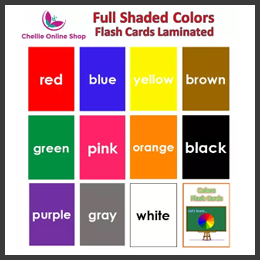 Chellie Online Shop
Full Shaded Colors
Flash Cards Laminated
red
blue
yellow
brown
green
pink
orange
black
purple
gray
white
Colors
Flash Cards